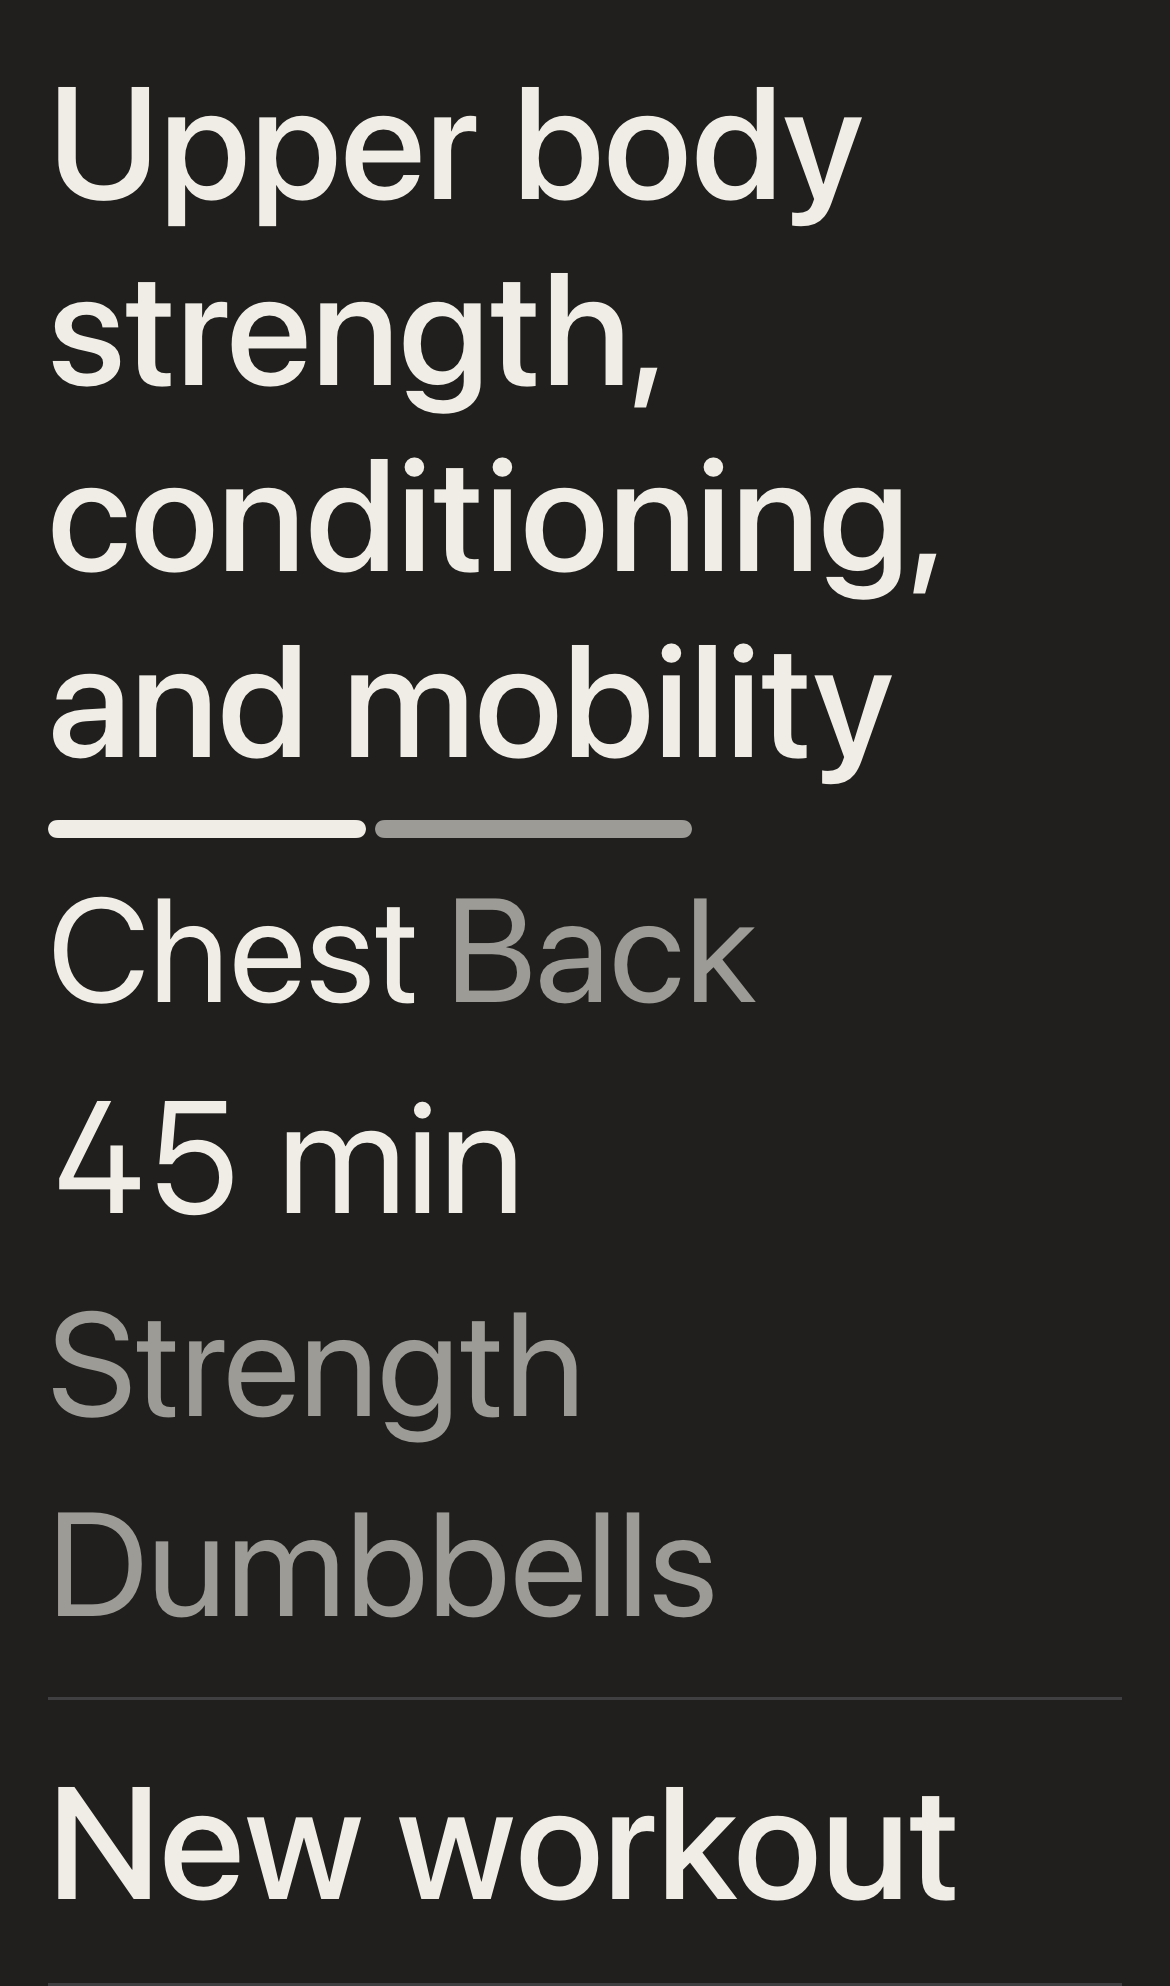 Upper body
strength,
conditioning,
and mobility
Chest Back
45 min
Strength
Dumbbells
New workout